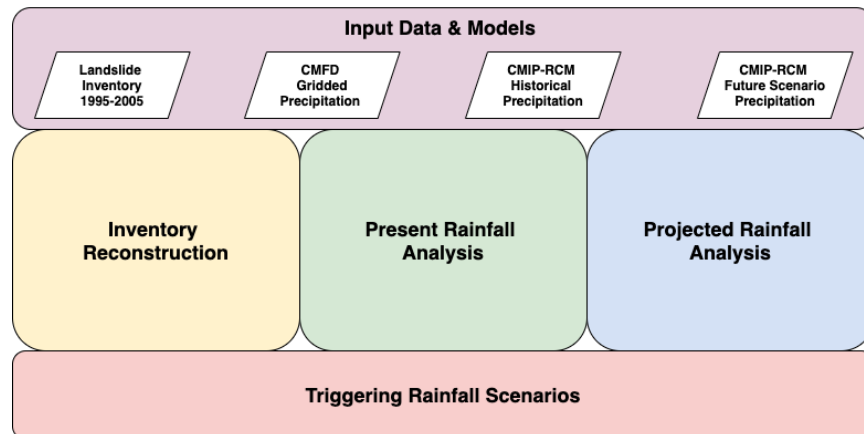 Input Data & Models
Landslide
Inventory
1995-2005
CMFD
Gridded
Precipitation
CMIP-RCM
Historical
Precipitation
CMIP-RCM
Future Scenario
Precipitation
Inventory
Reconstruction
Present Rainfall
Analysis
Projected Rainfall
Analysis
Triggering Rainfall Scenarios